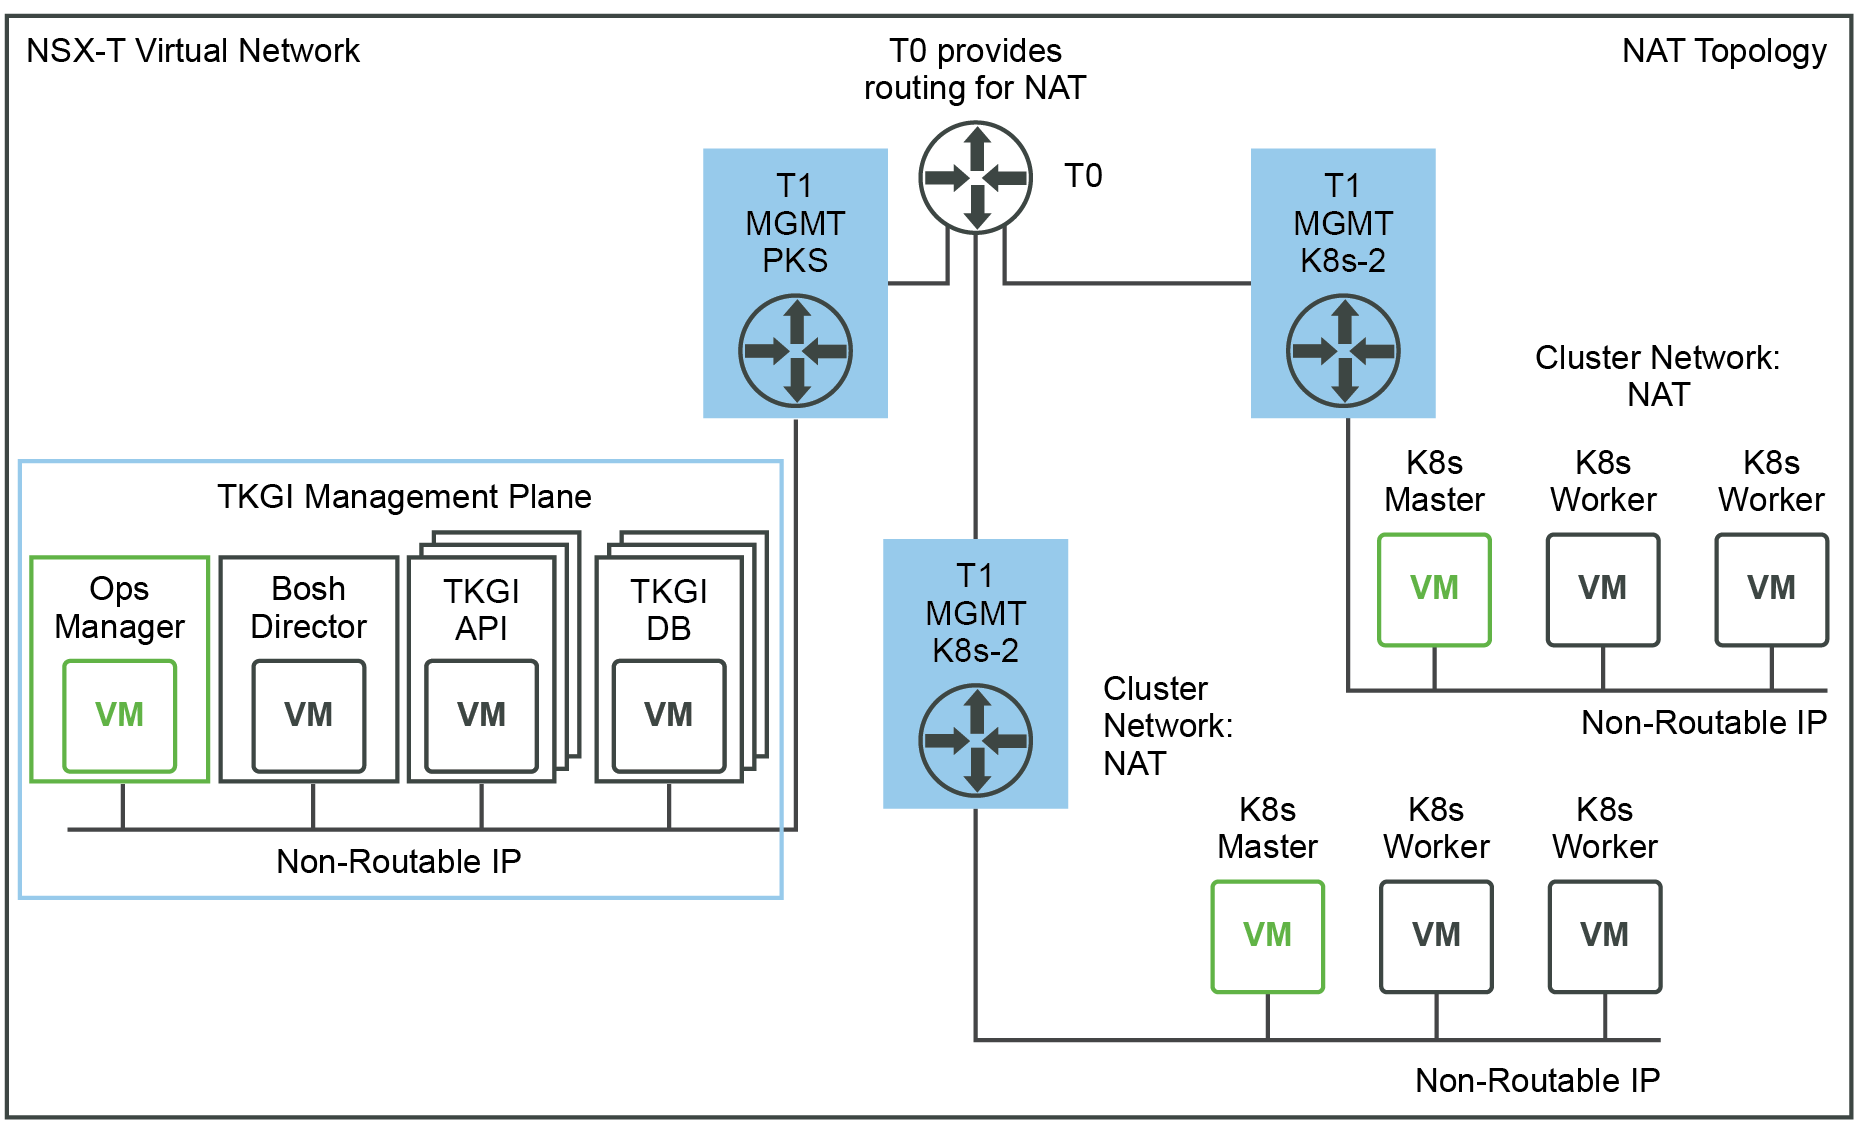 NSX-T Virtual Network
T0 provides
routing for NAT
NAT Topology
T0
T1
MGMT
PKS
T1
MGMT
K8s-2
Cluster Network:
NAT
K8s
Master
K8s
Worker
K8s
Worker
VM
VM
VM
Non-Routable IP
TKGI Management Plane
Ops
Manager
Bosh
Director
TKGI
API
TKGI
DB
VM
VM
VM
VM
Non-Routable IP
T1
MGMT
K8s-2
Cluster
Network:
NAT
K8s
Master
K8s
Worker
K8s
Worker
VM
VM
VM
Non-Routable IP